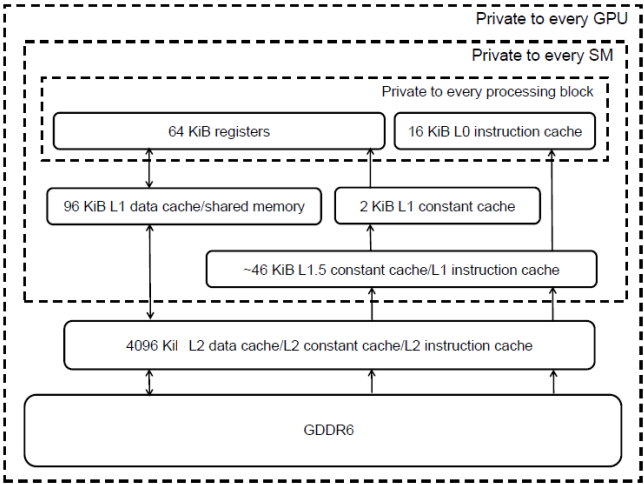 Private to every GPU
Private to every SM
Private to every processing block
64 KiB registers
16 KiB L0 instruction cache
96 KiB L1 data cache/shared memory
2 KiB L1 constant cache
~46 KiB L1.5 constant cache/L1 instruction cache
4096 Kil L2 data cache/L2 constant cache/L2 instruction cache
GDDR6